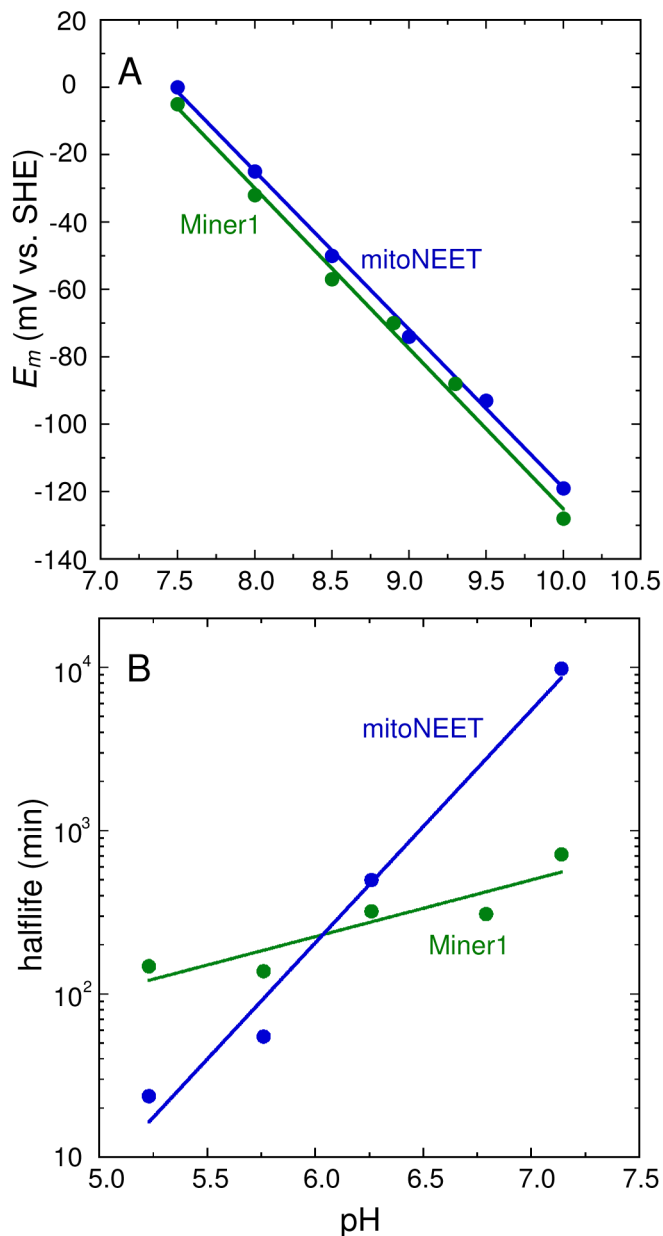 A
20
0
-20
-40
-60
-80
-100
-120
-140
E_m (mV vs. SHE)
Miner1
mitoNEET
7.0 7.5 8.0 8.5 9.0 9.5 10.0 10.5
B
10^4
10^3
10^2
10
halflife (min)
mitoNEET
Miner1
5.0 5.5 6.0 6.5 7.0 7.5
pH